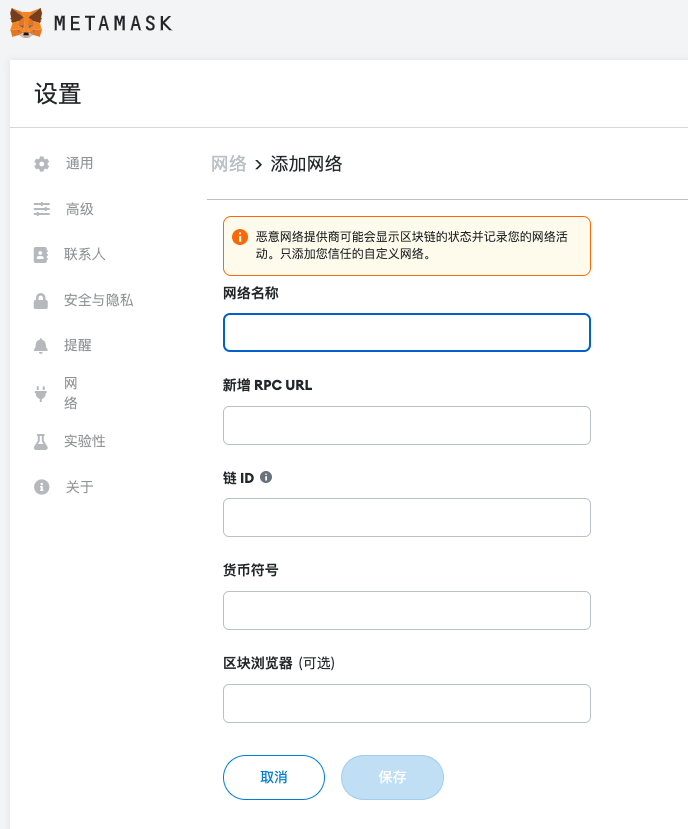 METAMASK
设置
通用
高级
联系人
安全与隐私
提醒
网
络
实验性
关于
网络 > 添加网络
恶意网络提供商可能会显示区块链的状态并记录您的网络活
动。只添加您信任的自定义网络。
网络名称
新增 RPC URL
链 ID
货币符号
区块浏览器 (可选)
取消
保存